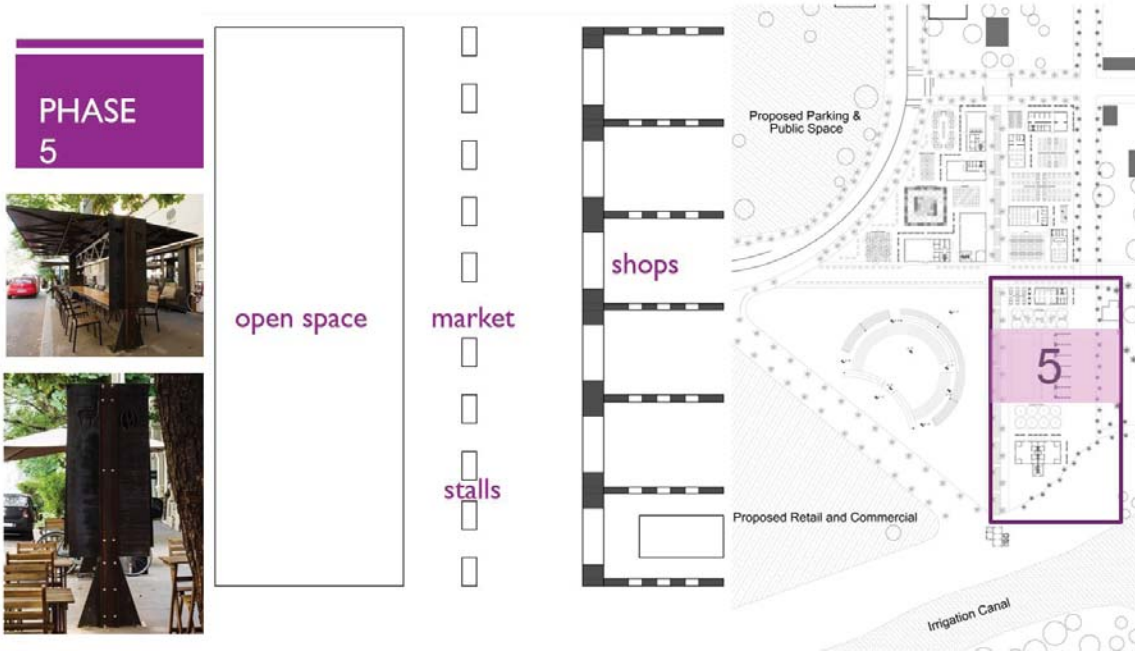 PHASE
5
open space
market
stalls
shops
Proposed Parking &
Public Space
5
Proposed Retail and Commercial
Irrigation Canal